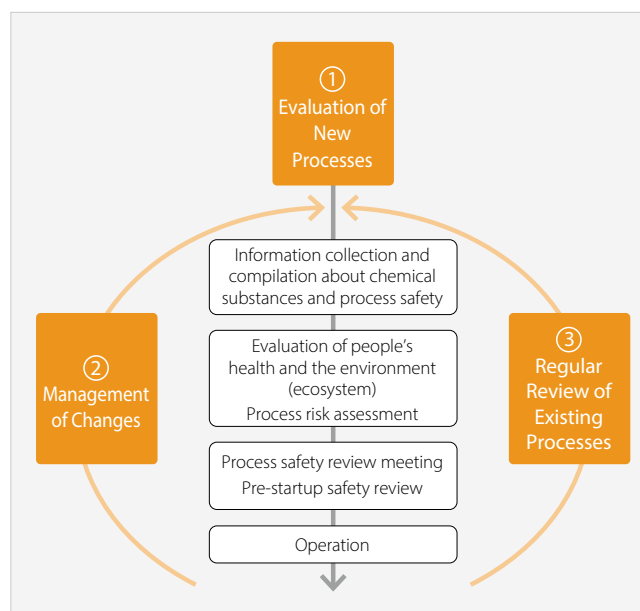 ①
Evaluation of
New
Processes
Information collection and
compilation about chemical
substances and process safety
Evaluation of people’s
health and the environment
(ecosystem)
Process risk assessment
②
Management
of Changes
③
Regular
Review of
Existing
Processes
Process safety review meeting
Pre-startup safety review
Operation